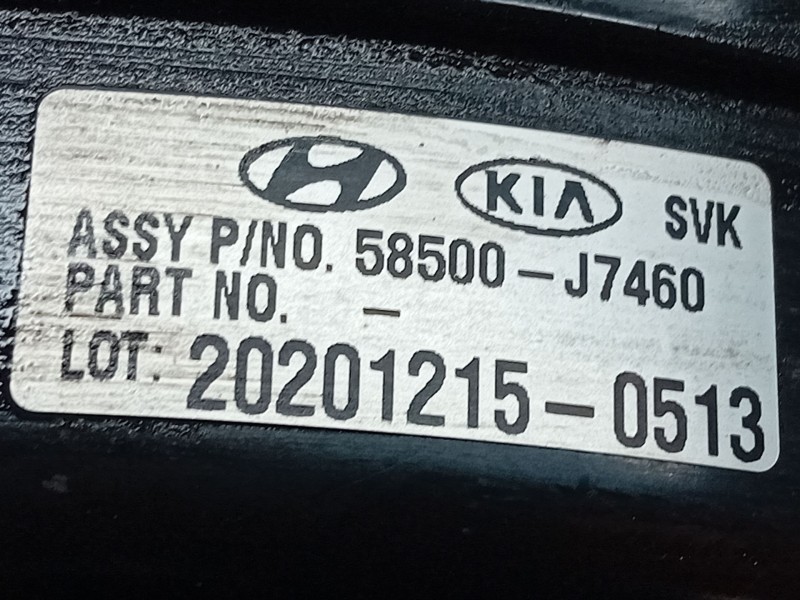 KIA SVK
ASSY P/NO. 58500-J7460
PART NO. -
LOT: 20201215-0513